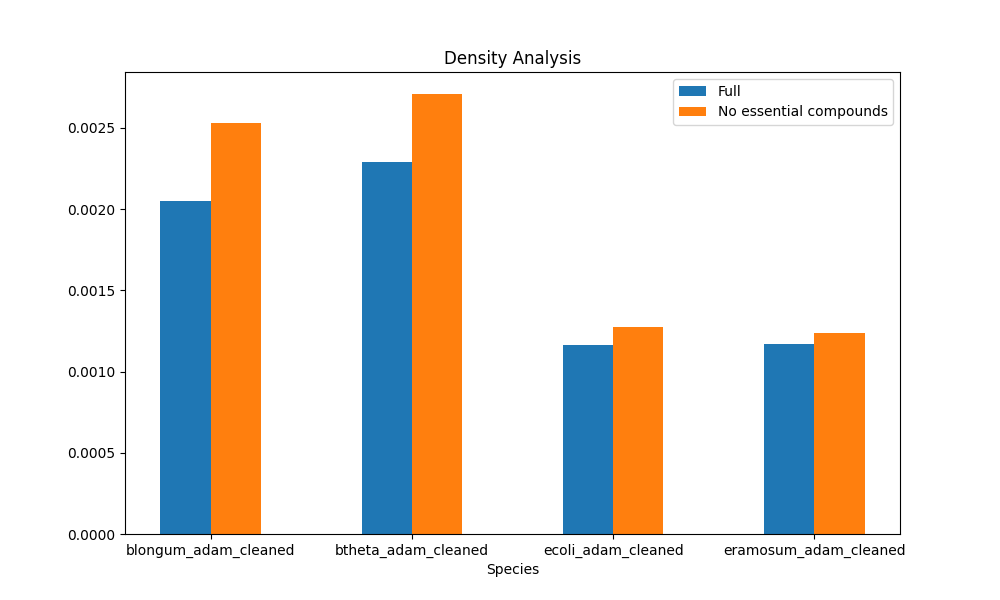 Density Analysis
Full
No essential compounds
0.0025
0.0020
0.0015
0.0010
0.0005
0.0000
blongum_adam_cleaned btheta_adam_cleaned ecoli_adam_cleaned eramosum_adam_cleaned
Species